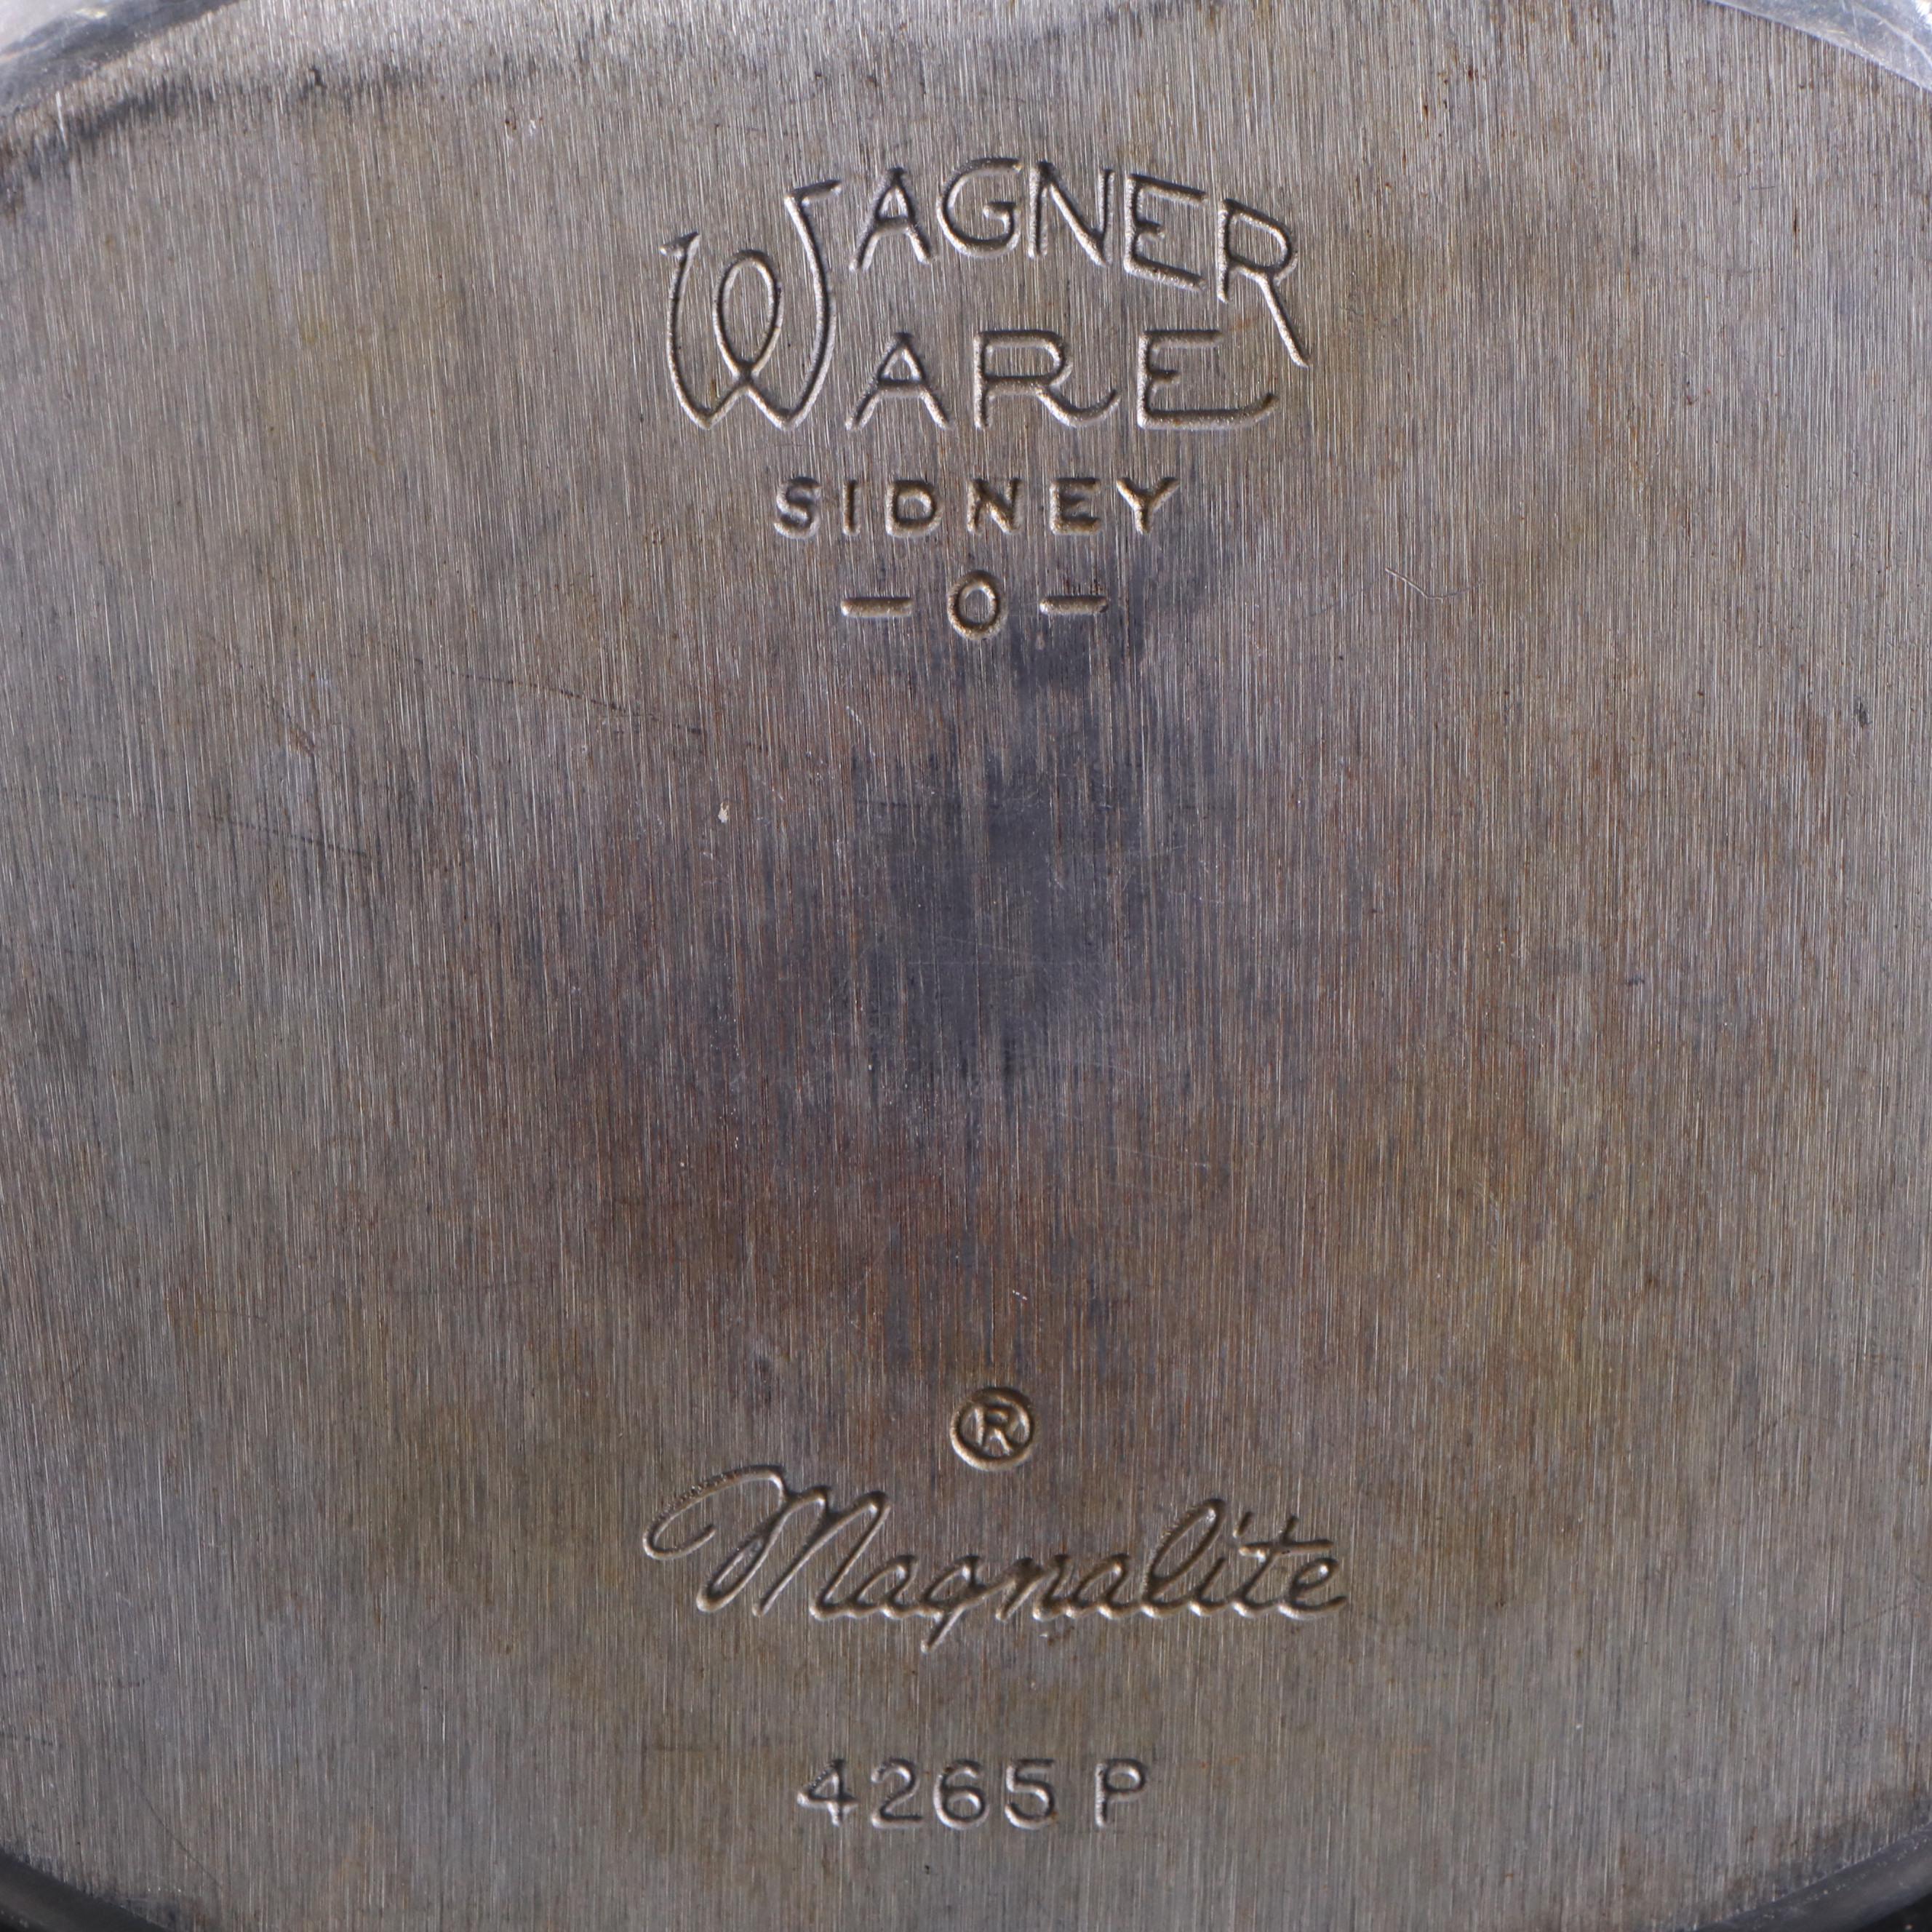 WAGNER
WARE
SIDNEY
-O-
®
Magnalite
4265 P